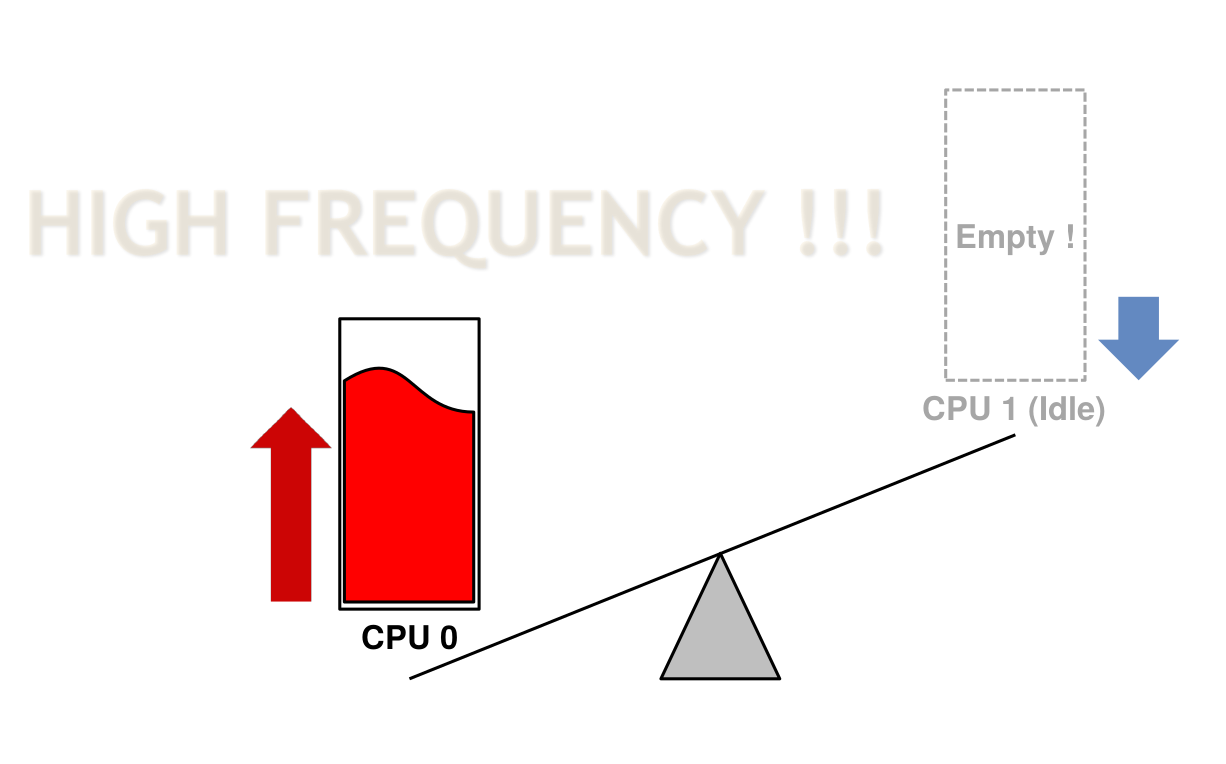 HIGH FREQUENCY !!!
Empty !
CPU 1 (Idle)
CPU 0